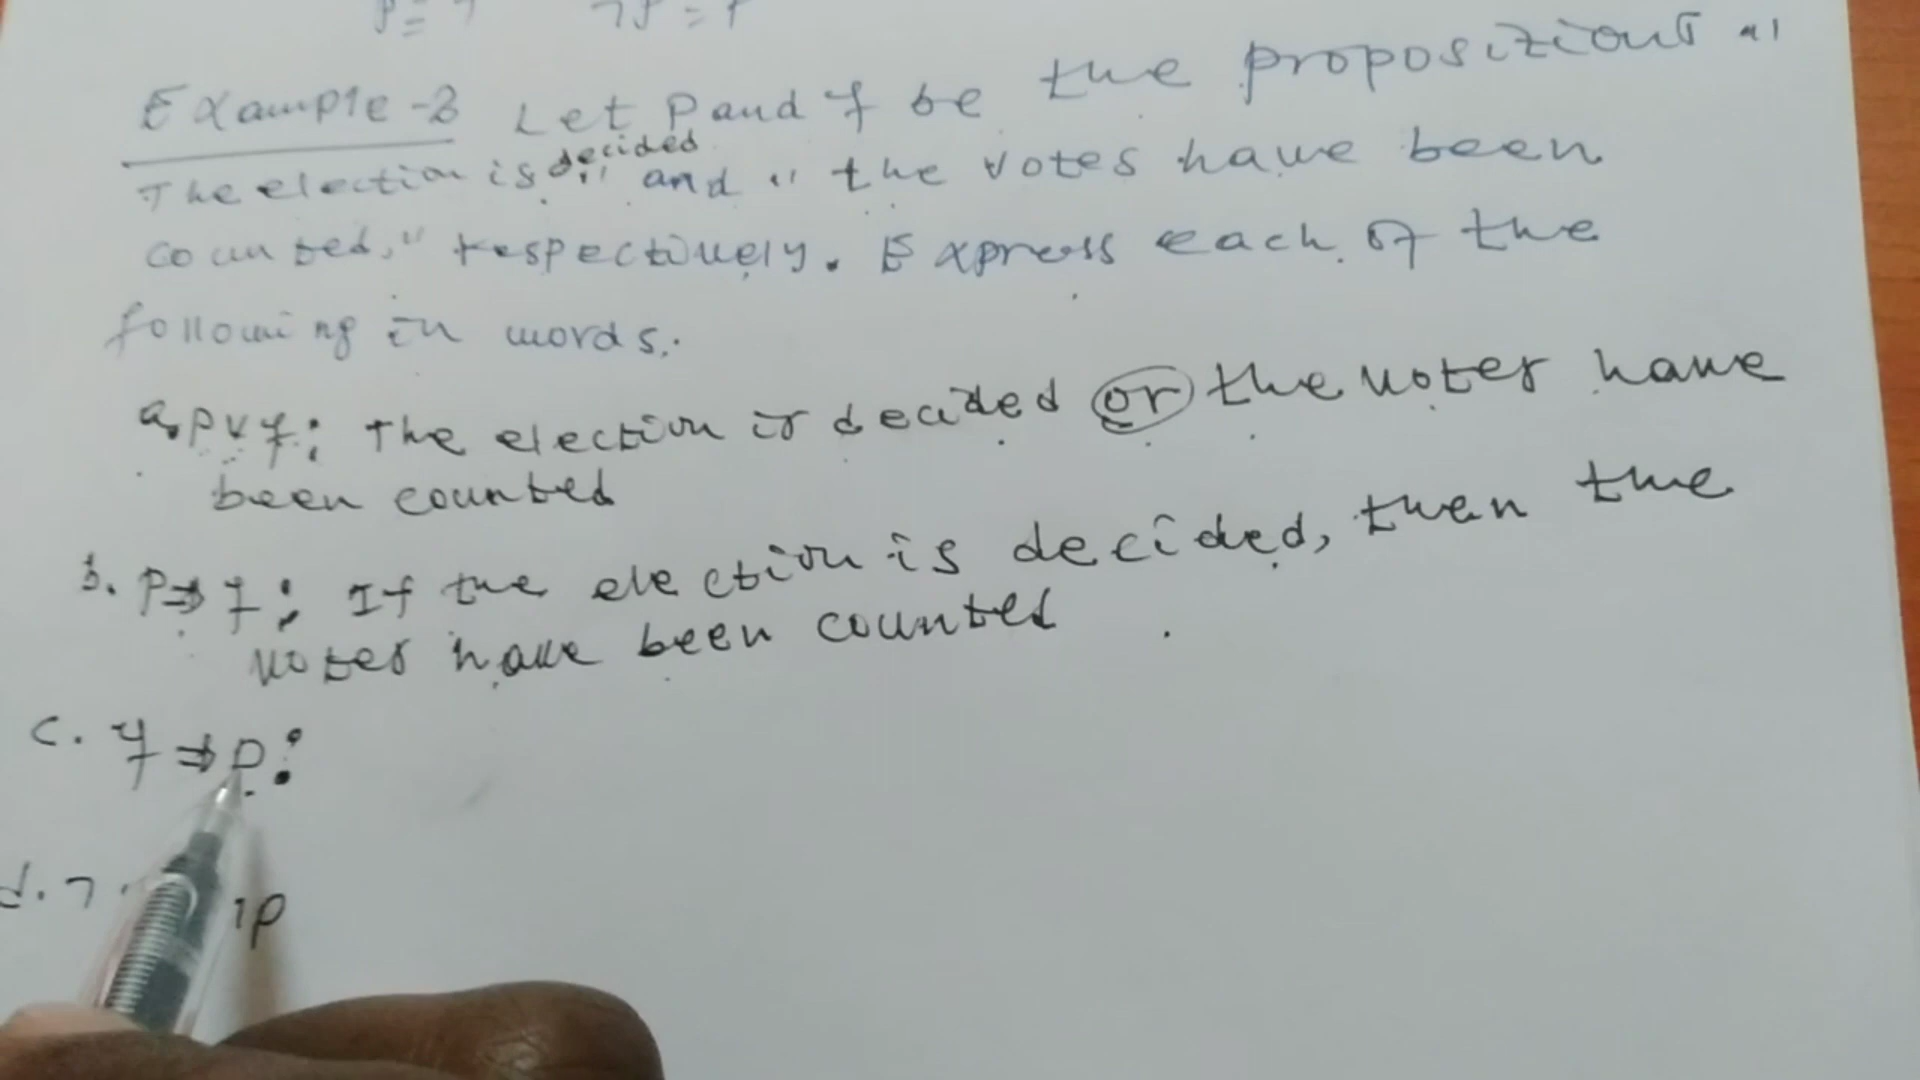 Example-3 Let P and q be the propositions "
The election is decided" and "the votes have been
counted," respectively. Express each of the
following in words.
a. p∨q: The election is decided or the votes have
been counted
b. p⇒q: If the election is decided, then the
votes have been counted
c. q⇒p:
d. ¬ ¬p